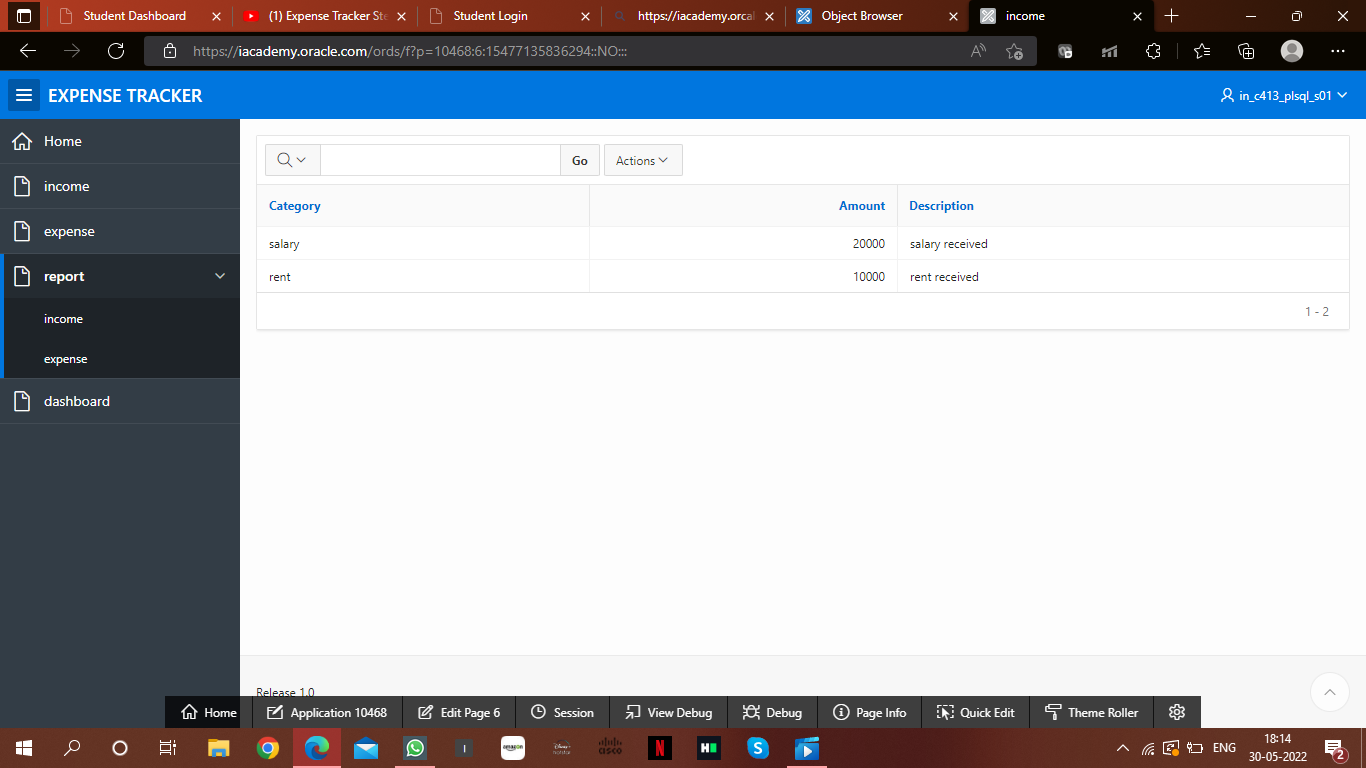 Student Dashboard
(1) Expense Tracker Ste
Student Login
https://iacademy.orcal
Object Browser
income
https://iacademy.oracle.com/ords/f?p=10468:6:15477135836294::NO:::
EXPENSE TRACKER
in_c413_plsql_s01
Home
income
expense
report
income
expense
dashboard
Go
Actions
Category Amount Description
salary 20000 salary received
rent 10000 rent received
1 - 2
Release 1.0
Home
Application 10468
Edit Page 6
Session
View Debug
Debug
Page Info
Quick Edit
Theme Roller
amazon
N
S
ENG
18:14
30-05-2022
2